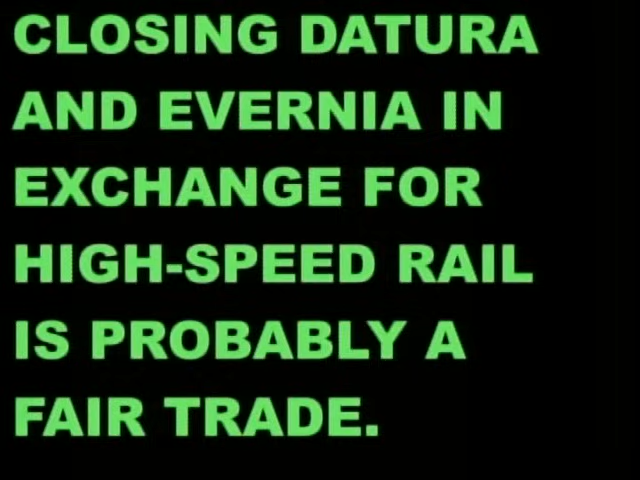 CLOSING DATURA
AND EVERNIA IN
EXCHANGE FOR
HIGH-SPEED RAIL
IS PROBABLY A
FAIR TRADE.